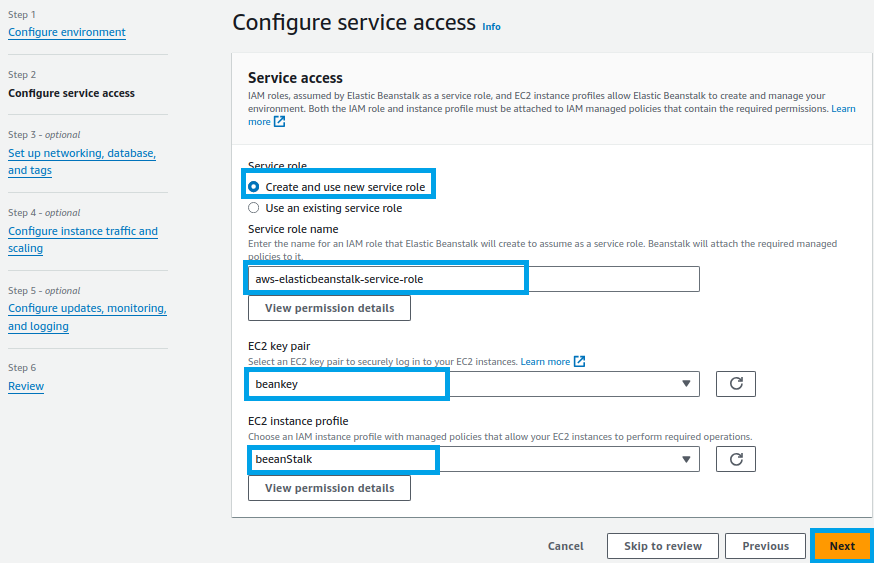 Step 1
Configure environment
Step 2
Configure service access
Step 3 - optional
Set up networking, database,
and tags
Step 4 - optional
Configure instance traffic and
scaling
Step 5 - optional
Configure updates, monitoring,
and logging
Step 6
Review
Configure service access Info
Service access
IAM roles, assumed by Elastic Beanstalk as a service role, and EC2 instance profiles allow Elastic Beanstalk to create and manage your
environment. Both the IAM role and instance profile must be attached to IAM managed policies that contain the required permissions. Learn
more
Service role
Create and use new service role
Use an existing service role
Service role name
Enter the name for an IAM role that Elastic Beanstalk will create to assume as a service role. Beanstalk will attach the required managed
policies to it.
aws-elasticbeanstalk-service-role
View permission details
EC2 key pair
Select an EC2 key pair to securely log in to your EC2 instances. Learn more
beankey
EC2 instance profile
Choose an IAM instance profile with managed policies that allow your EC2 instances to perform required operations.
beeanStalk
View permission details
Cancel
Skip to review
Previous
Next